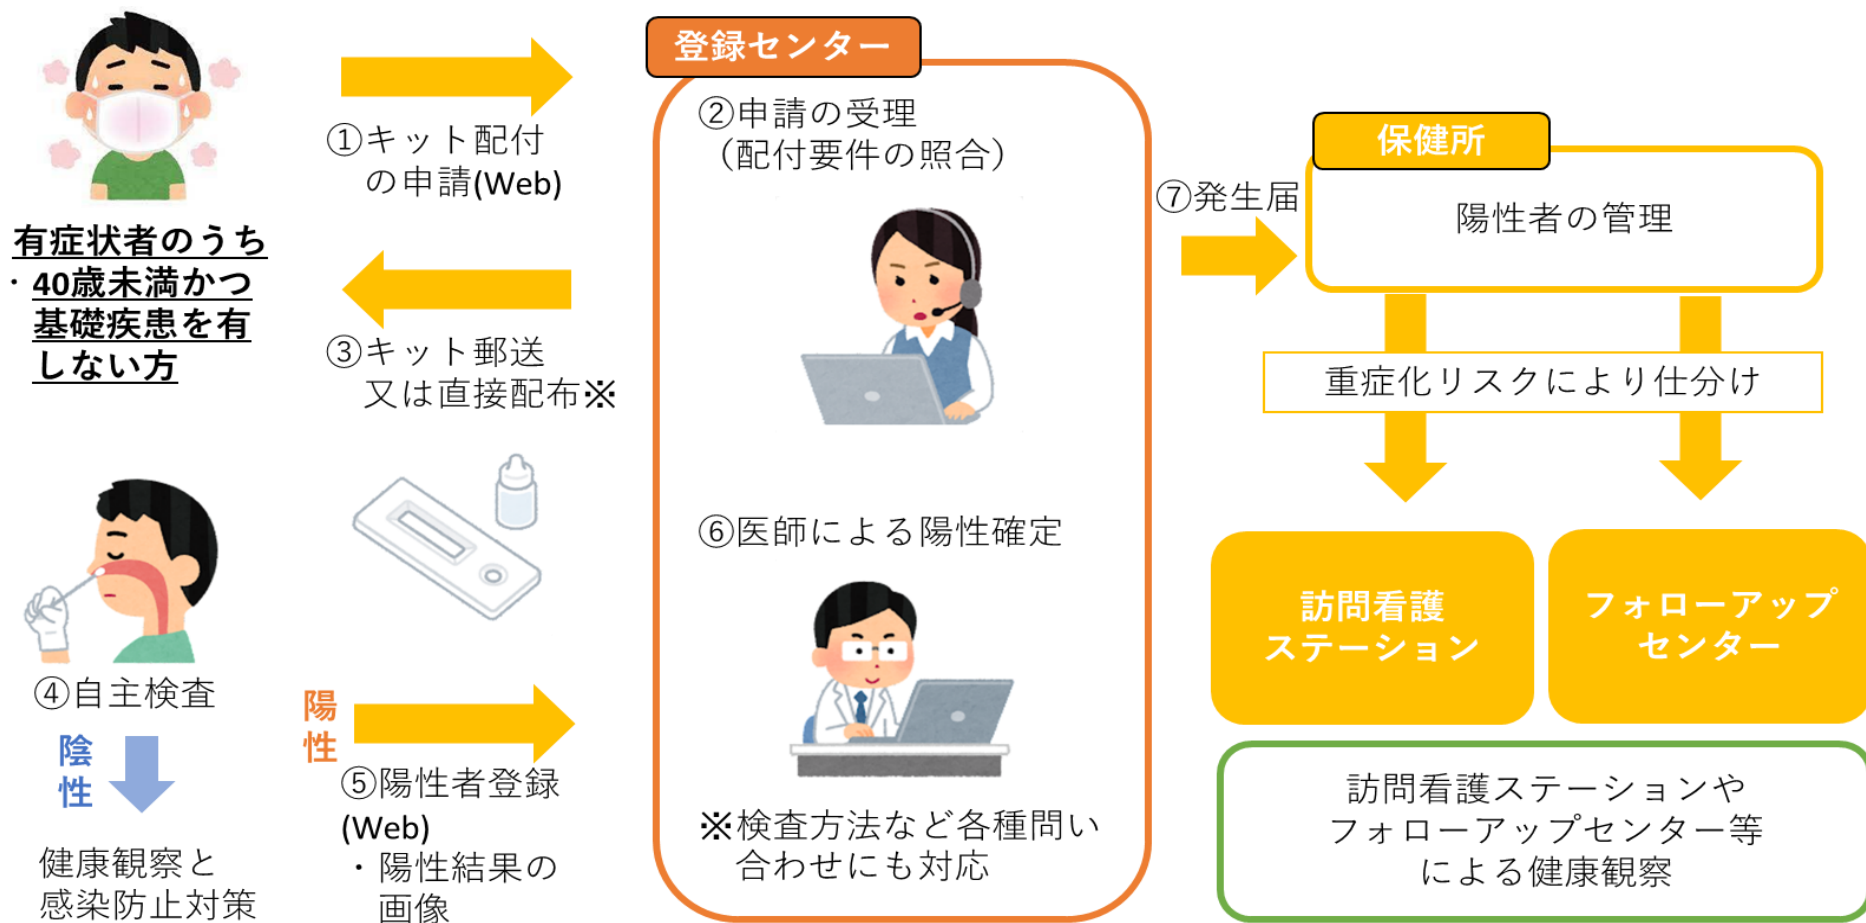 有症状者のうち
・40歳未満かつ
基礎疾患を有
しない方
①キット配付
の申請(Web)
登録センター
②申請の受理
（配付要件の照合）
③キット郵送
又は直接配布※
④自主検査
陰
性
健康観察と
感染防止対策
陽
性
⑤陽性者登録
(Web)
・陽性結果の
画像
⑥医師による陽性確定
※検査方法など各種問い
合わせにも対応
⑦発生届
保健所
陽性者の管理
重症化リスクにより仕分け
訪問看護
ステーション
フォローアップ
センター
訪問看護ステーションや
フォローアップセンター等
による健康観察